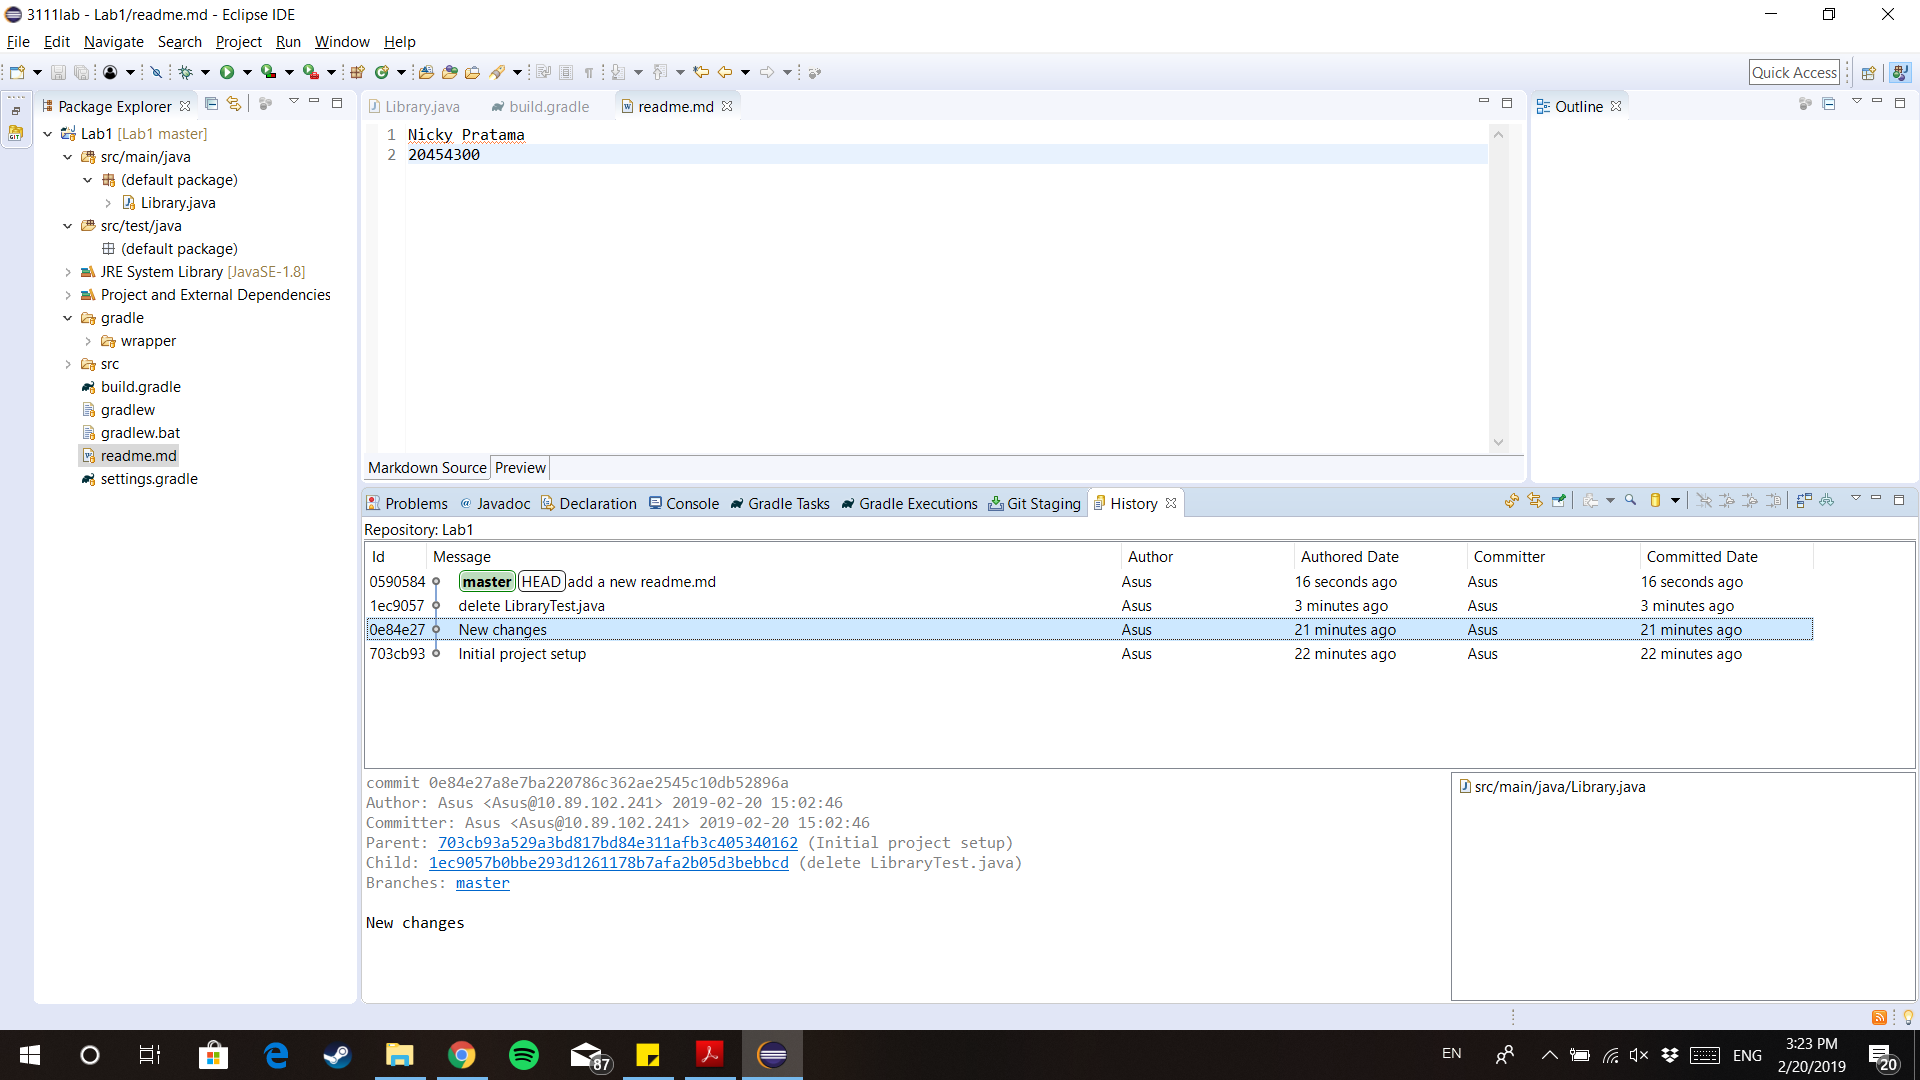 3111lab - Lab1/readme.md - Eclipse IDE
File Edit Navigate Search Project Run Window Help
Quick Access
Package Explorer
Lab1 [Lab1 master]
src/main/java
(default package)
Library.java
src/test/java
(default package)
JRE System Library [JavaSE-1.8]
Project and External Dependencies
gradle
wrapper
src
build.gradle
gradlew
gradlew.bat
readme.md
settings.gradle
Library.java build.gradle readme.md
1 Nicky Pratama
2 20454300
Markdown Source Preview
Outline
Problems Javadoc Declaration Console Gradle Tasks Gradle Executions Git Staging History
Repository: Lab1
Id Message Author Authored Date Committer Committed Date
0590584 master HEAD add a new readme.md Asus 16 seconds ago Asus 16 seconds ago
1ec9057 delete LibraryTest.java Asus 3 minutes ago Asus 3 minutes ago
0e84e27 New changes Asus 21 minutes ago Asus 21 minutes ago
703cb93 Initial project setup Asus 22 minutes ago Asus 22 minutes ago
commit 0e84e27a8e7ba220786c362ae2545c10db52896a
Author: Asus <Asus@10.89.102.241> 2019-02-20 15:02:46
Committer: Asus <Asus@10.89.102.241> 2019-02-20 15:02:46
Parent: 703cb93a529a3bd817bd84e311afb3c405340162 (Initial project setup)
Child: 1ec9057b0bbe293d1261178b7afa2b05d3bebbcd (delete LibraryTest.java)
Branches: master
New changes
src/main/java/Library.java
87
EN
ENG
3:23 PM
2/20/2019
20